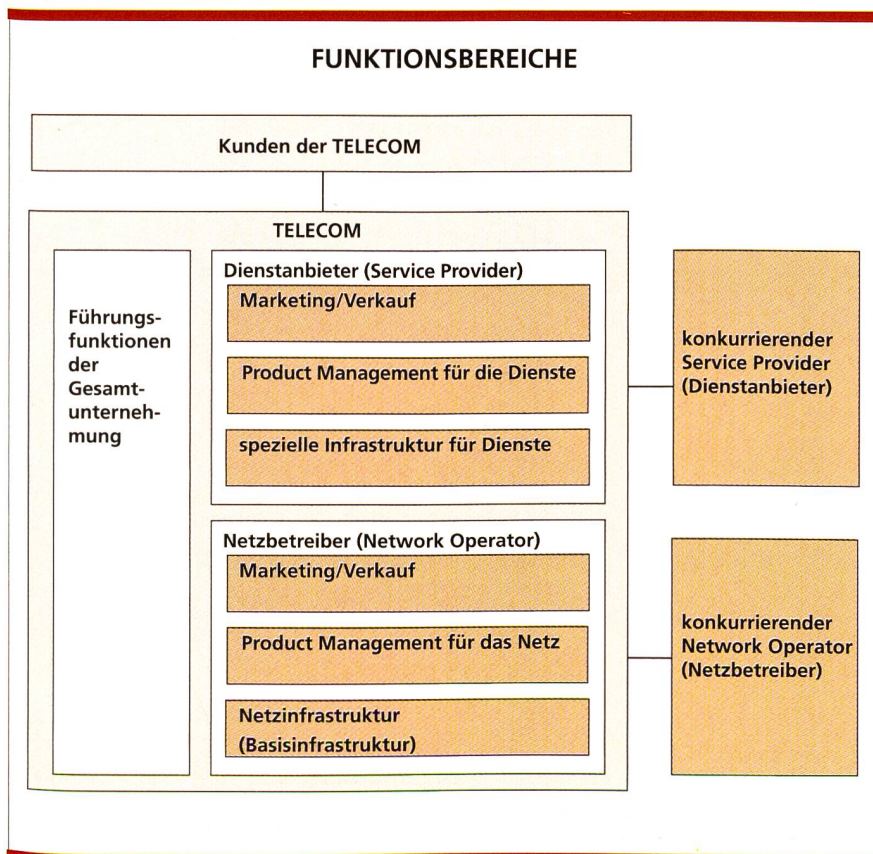 FUNKTIONSBEREICHE
Kunden der TELECOM
TELECOM
Führungs-
funktionen
der
Gesamt-
unterneh-
mung
Dienstanbieter (Service Provider)
Marketing/Verkauf
Product Management für die Dienste
spezielle Infrastruktur für Dienste
Netzbetreiber (Network Operator)
Marketing/Verkauf
Product Management für das Netz
Netzinfrastruktur
(Basisinfrastruktur)
konkurrierender
Service Provider
(Dienstanbieter)
konkurrierender
Network Operator
(Netzbetreiber)